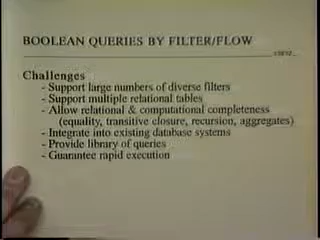 BOOLEAN QUERIES BY FILTER/FLOW
Challenges
- Support large numbers of diverse filters
- Support multiple relational tables
- Allow relational & computational completeness
(equality, transitive closure, recursion, aggregates)
- Integrate into existing database systems
- Provide library of queries
- Guarantee rapid execution